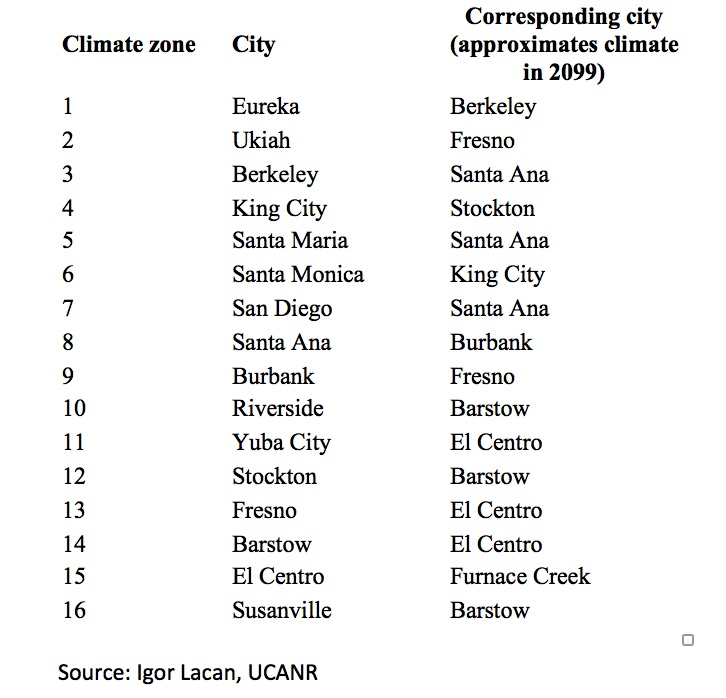 Corresponding city
Climate zone City (approximates climate
in 2099)
1 Eureka Berkeley
2 Ukiah Fresno
3 Berkeley Santa Ana
4 King City Stockton
5 Santa Maria Santa Ana
6 Santa Monica King City
7 San Diego Santa Ana
8 Santa Ana Burbank
9 Burbank Fresno
10 Riverside Barstow
11 Yuba City El Centro
12 Stockton Barstow
13 Fresno El Centro
14 Barstow El Centro
15 El Centro Furnace Creek
16 Susanville Barstow
Source: Igor Lacan, UCANR